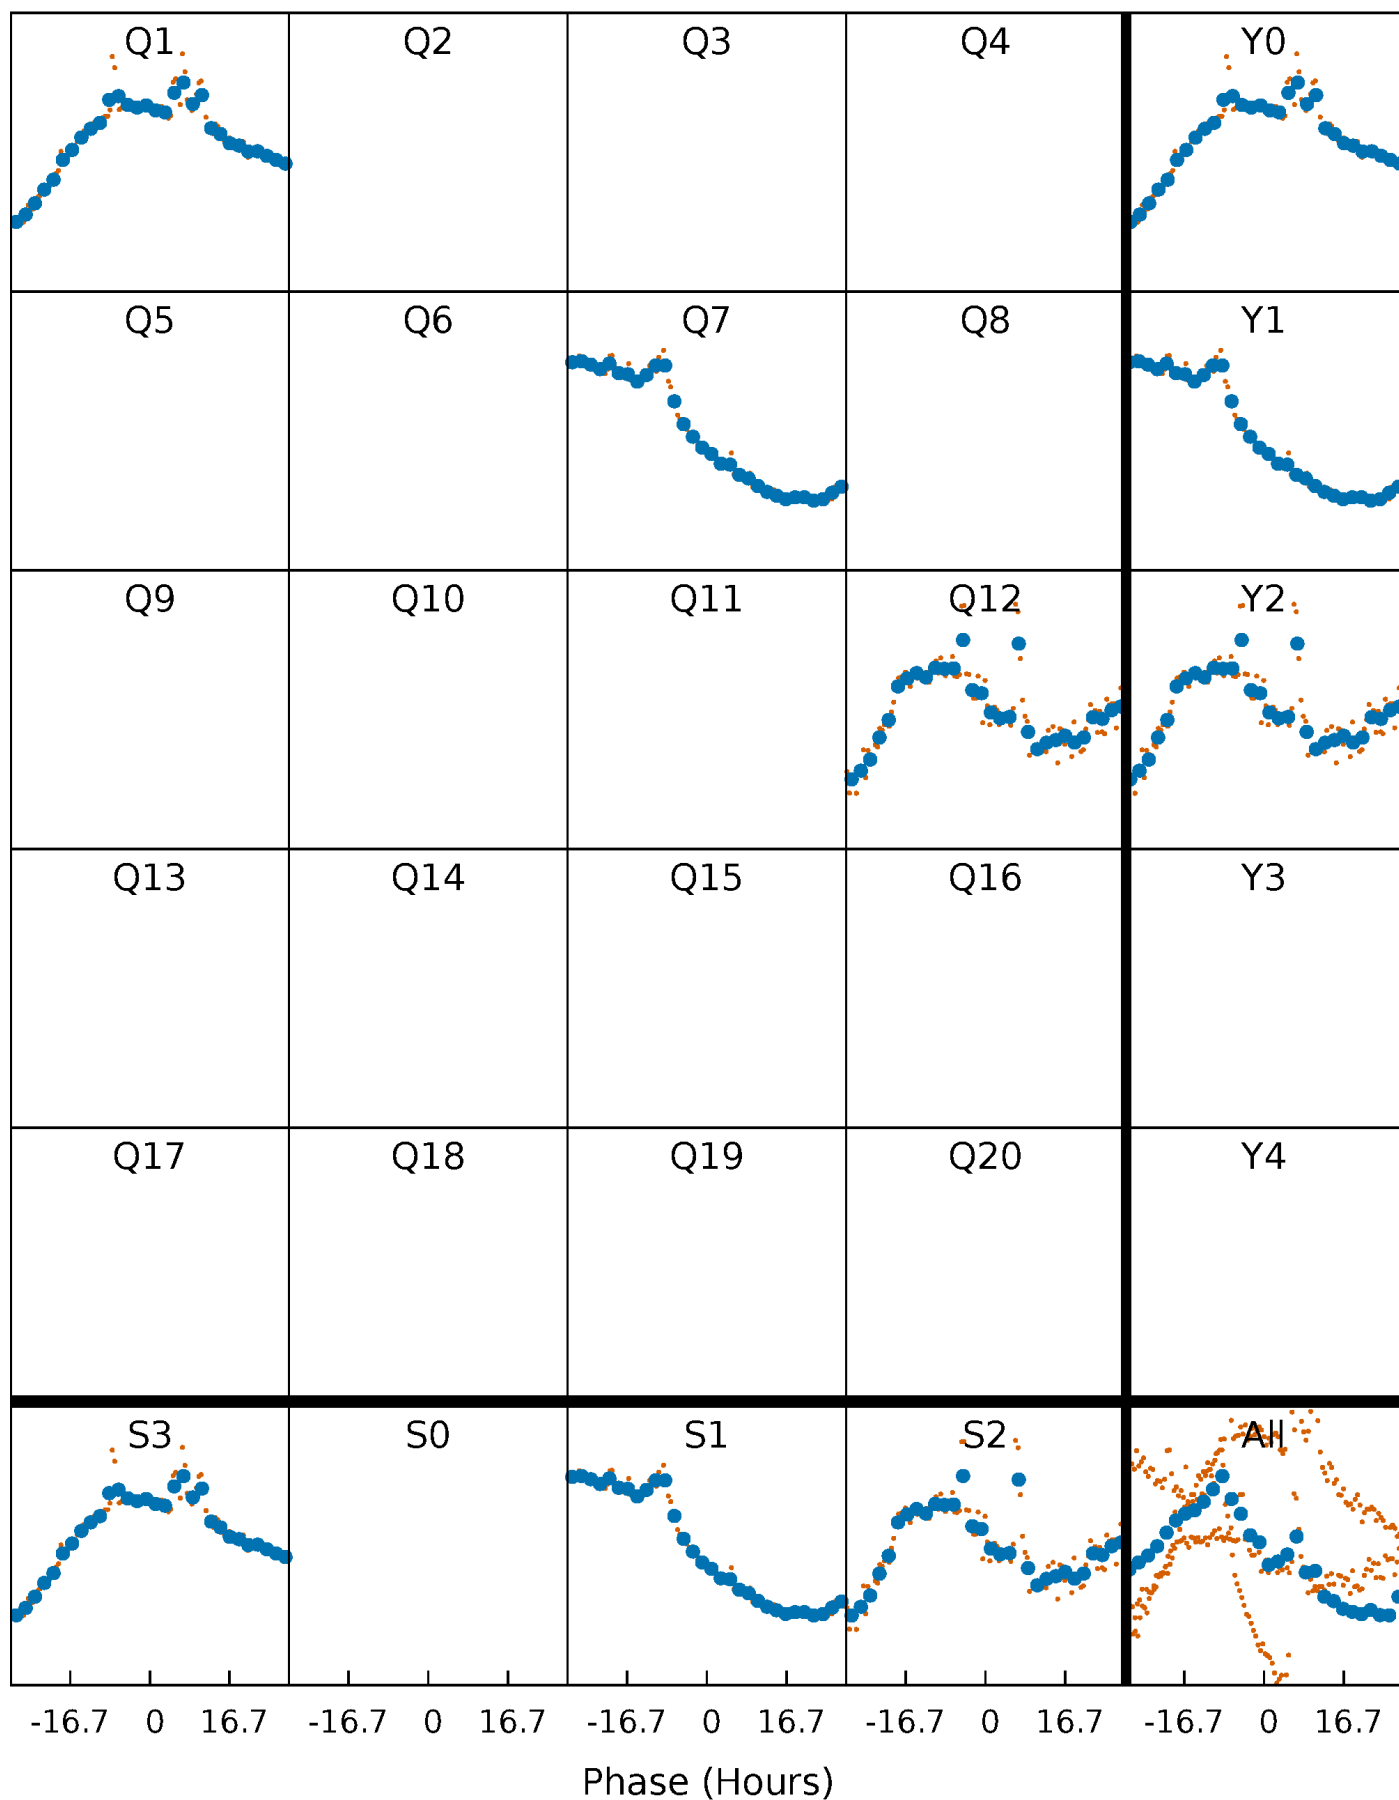 Q1 Q2 Q3 Q4 Y0
Q5 Q6 Q7 Q8 Y1
Q9 Q10 Q11 Q12 Y2
Q13 Q14 Q15 Q16 Y3
Q17 Q18 Q19 Q20 Y4
S3 S0 S1 S2 All
-16.7 0 16.7 -16.7 0 16.7 -16.7 0 16.7 -16.7 0 16.7 -16.7 0 16.7
Phase (Hours)